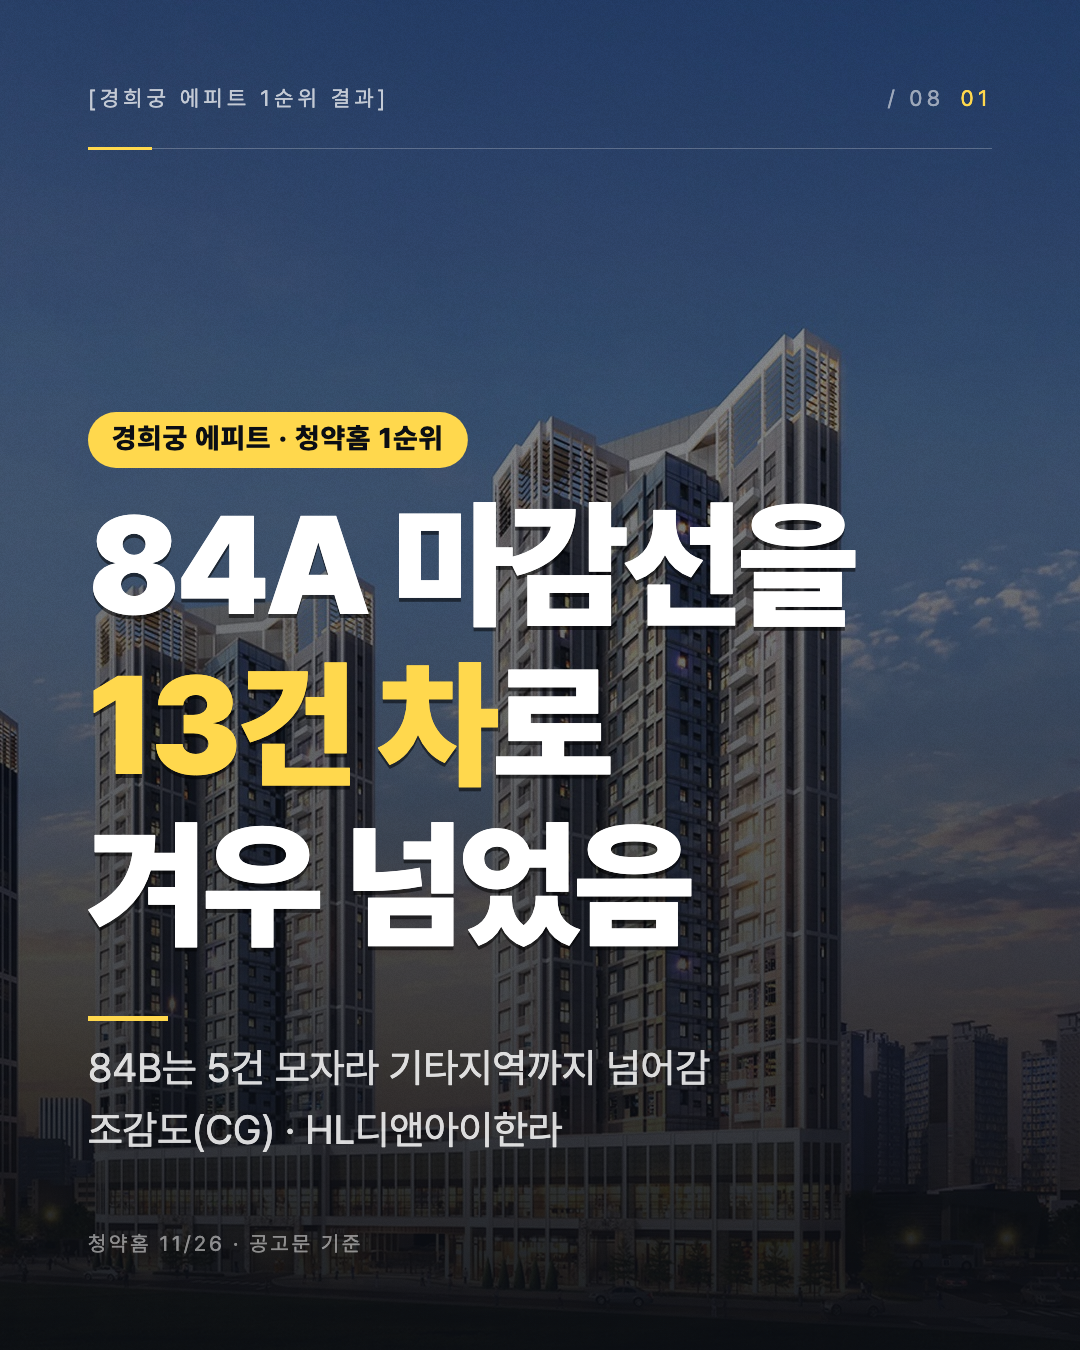 [경희궁 에피트 1순위 결과]
/ 08 01
경희궁 에피트 · 청약홈 1순위
84A 마감선을
13건 차로
겨우 넘었음
84B는 5건 모자라 기타지역까지 넘어감
조감도(CG) · HL디앤아이한라
청약홈 11/26 · 공고문 기준